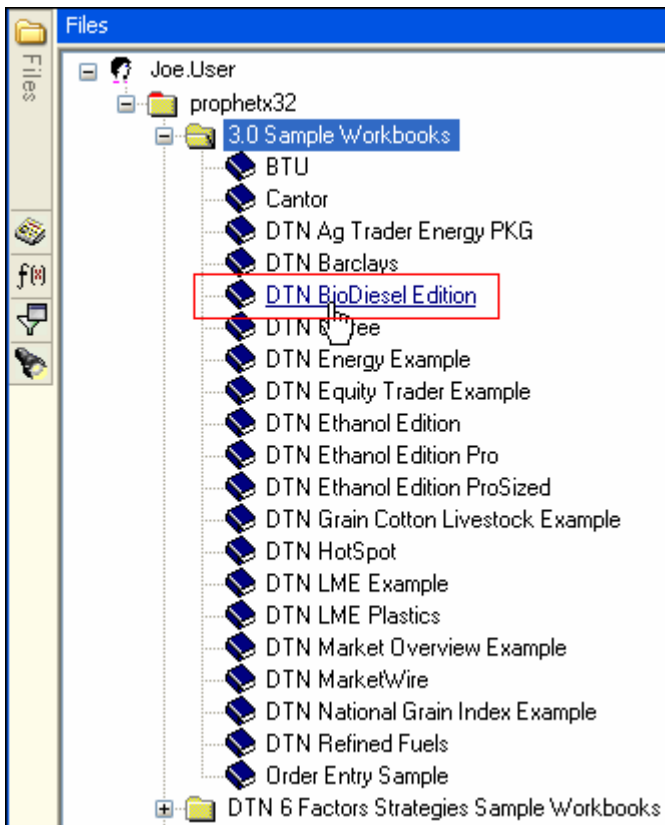 Files
Files
Joe.User
prophetx32
3.0 Sample Workbooks
BTU
Cantor
DTN Ag Trader Energy PKG
DTN Barclays
DTN BioDiesel Edition
DTN
DTN Energy Example
DTN Equity Trader Example
DTN Ethanol Edition
DTN Ethanol Edition Pro
DTN Ethanol Edition ProSized
DTN Grain Cotton Livestock Example
DTN HotSpot
DTN LME Example
DTN LME Plastics
DTN Market Overview Example
DTN MarketWire
DTN National Grain Index Example
DTN Refined Fuels
Order Entry Sample
DTN 6 Factors Strategies Sample Workbooks